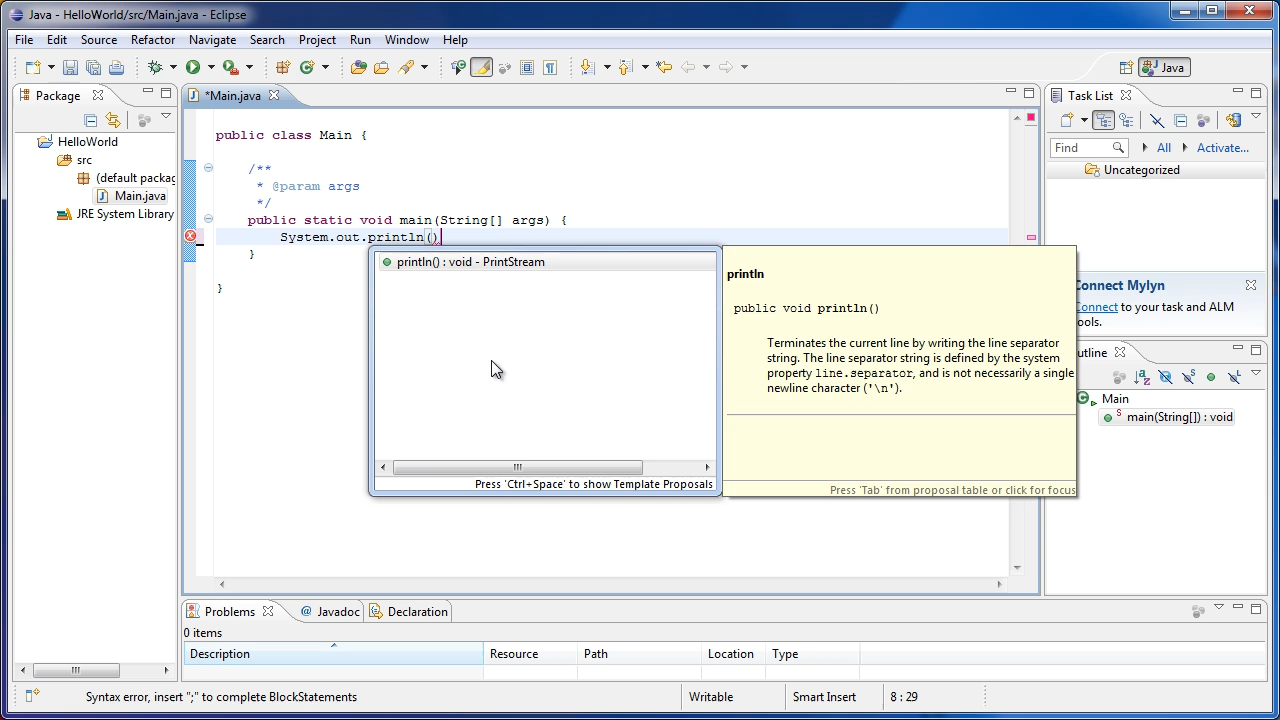 Java - HelloWorld/src/Main.java - Eclipse
File Edit Source Refactor Navigate Search Project Run Window Help
Java
Package
HelloWorld
src
(default packag
Main.java
JRE System Library
*Main.java
public class Main {
/**
* @param args
*/
public static void main(String[] args) {
System.out.println()
}
}
println() : void - PrintStream
Press 'Ctrl+Space' to show Template Proposals
println
public void println()
Terminates the current line by writing the line separator
string. The line separator string is defined by the system
property line.separator, and is not necessarily a single
newline character ('\n').
Press 'Tab' from proposal table or click for focus
Task List
Find All Activate...
Uncategorized
Connect Mylyn
Connect to your task and ALM
ools.
utline
Main
main(String[]) : void
Problems Javadoc Declaration
0 items
Description Resource Path Location Type
Syntax error, insert ";" to complete BlockStatements Writable Smart Insert 8 : 29